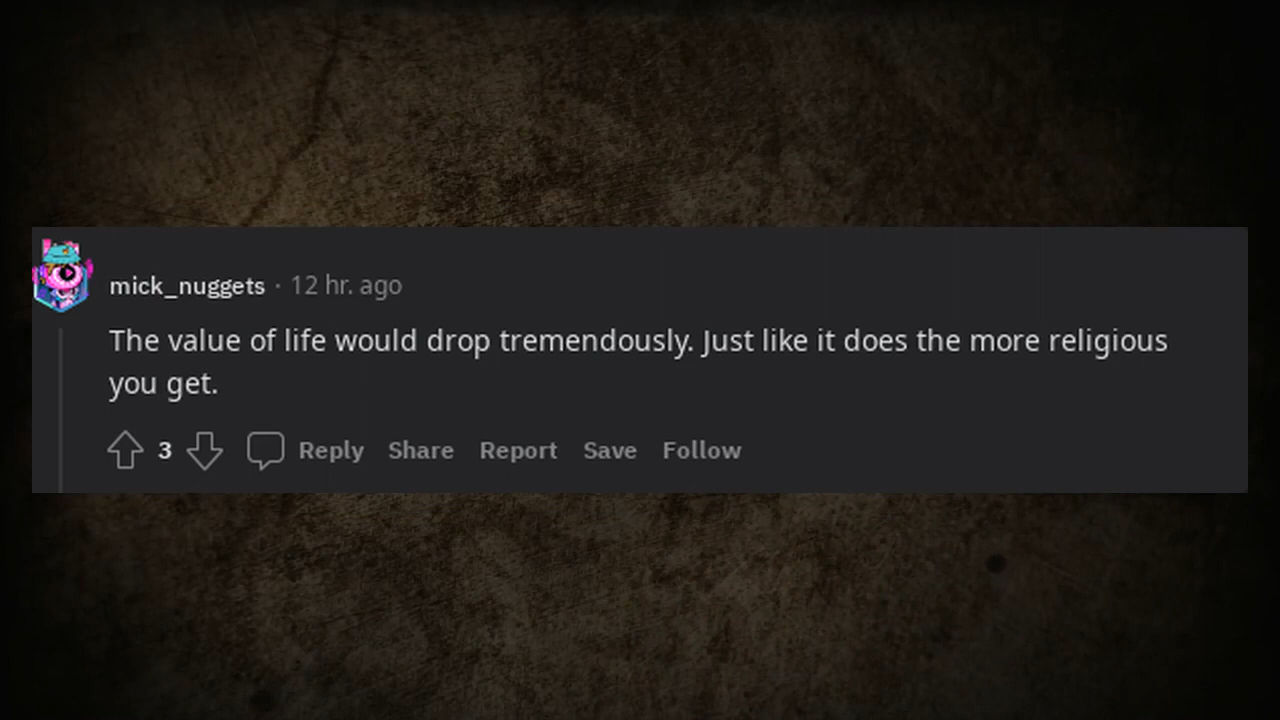 mick_nuggets · 12 hr. ago
The value of life would drop tremendously. Just like it does the more religious
you get.
3 Reply Share Report Save Follow